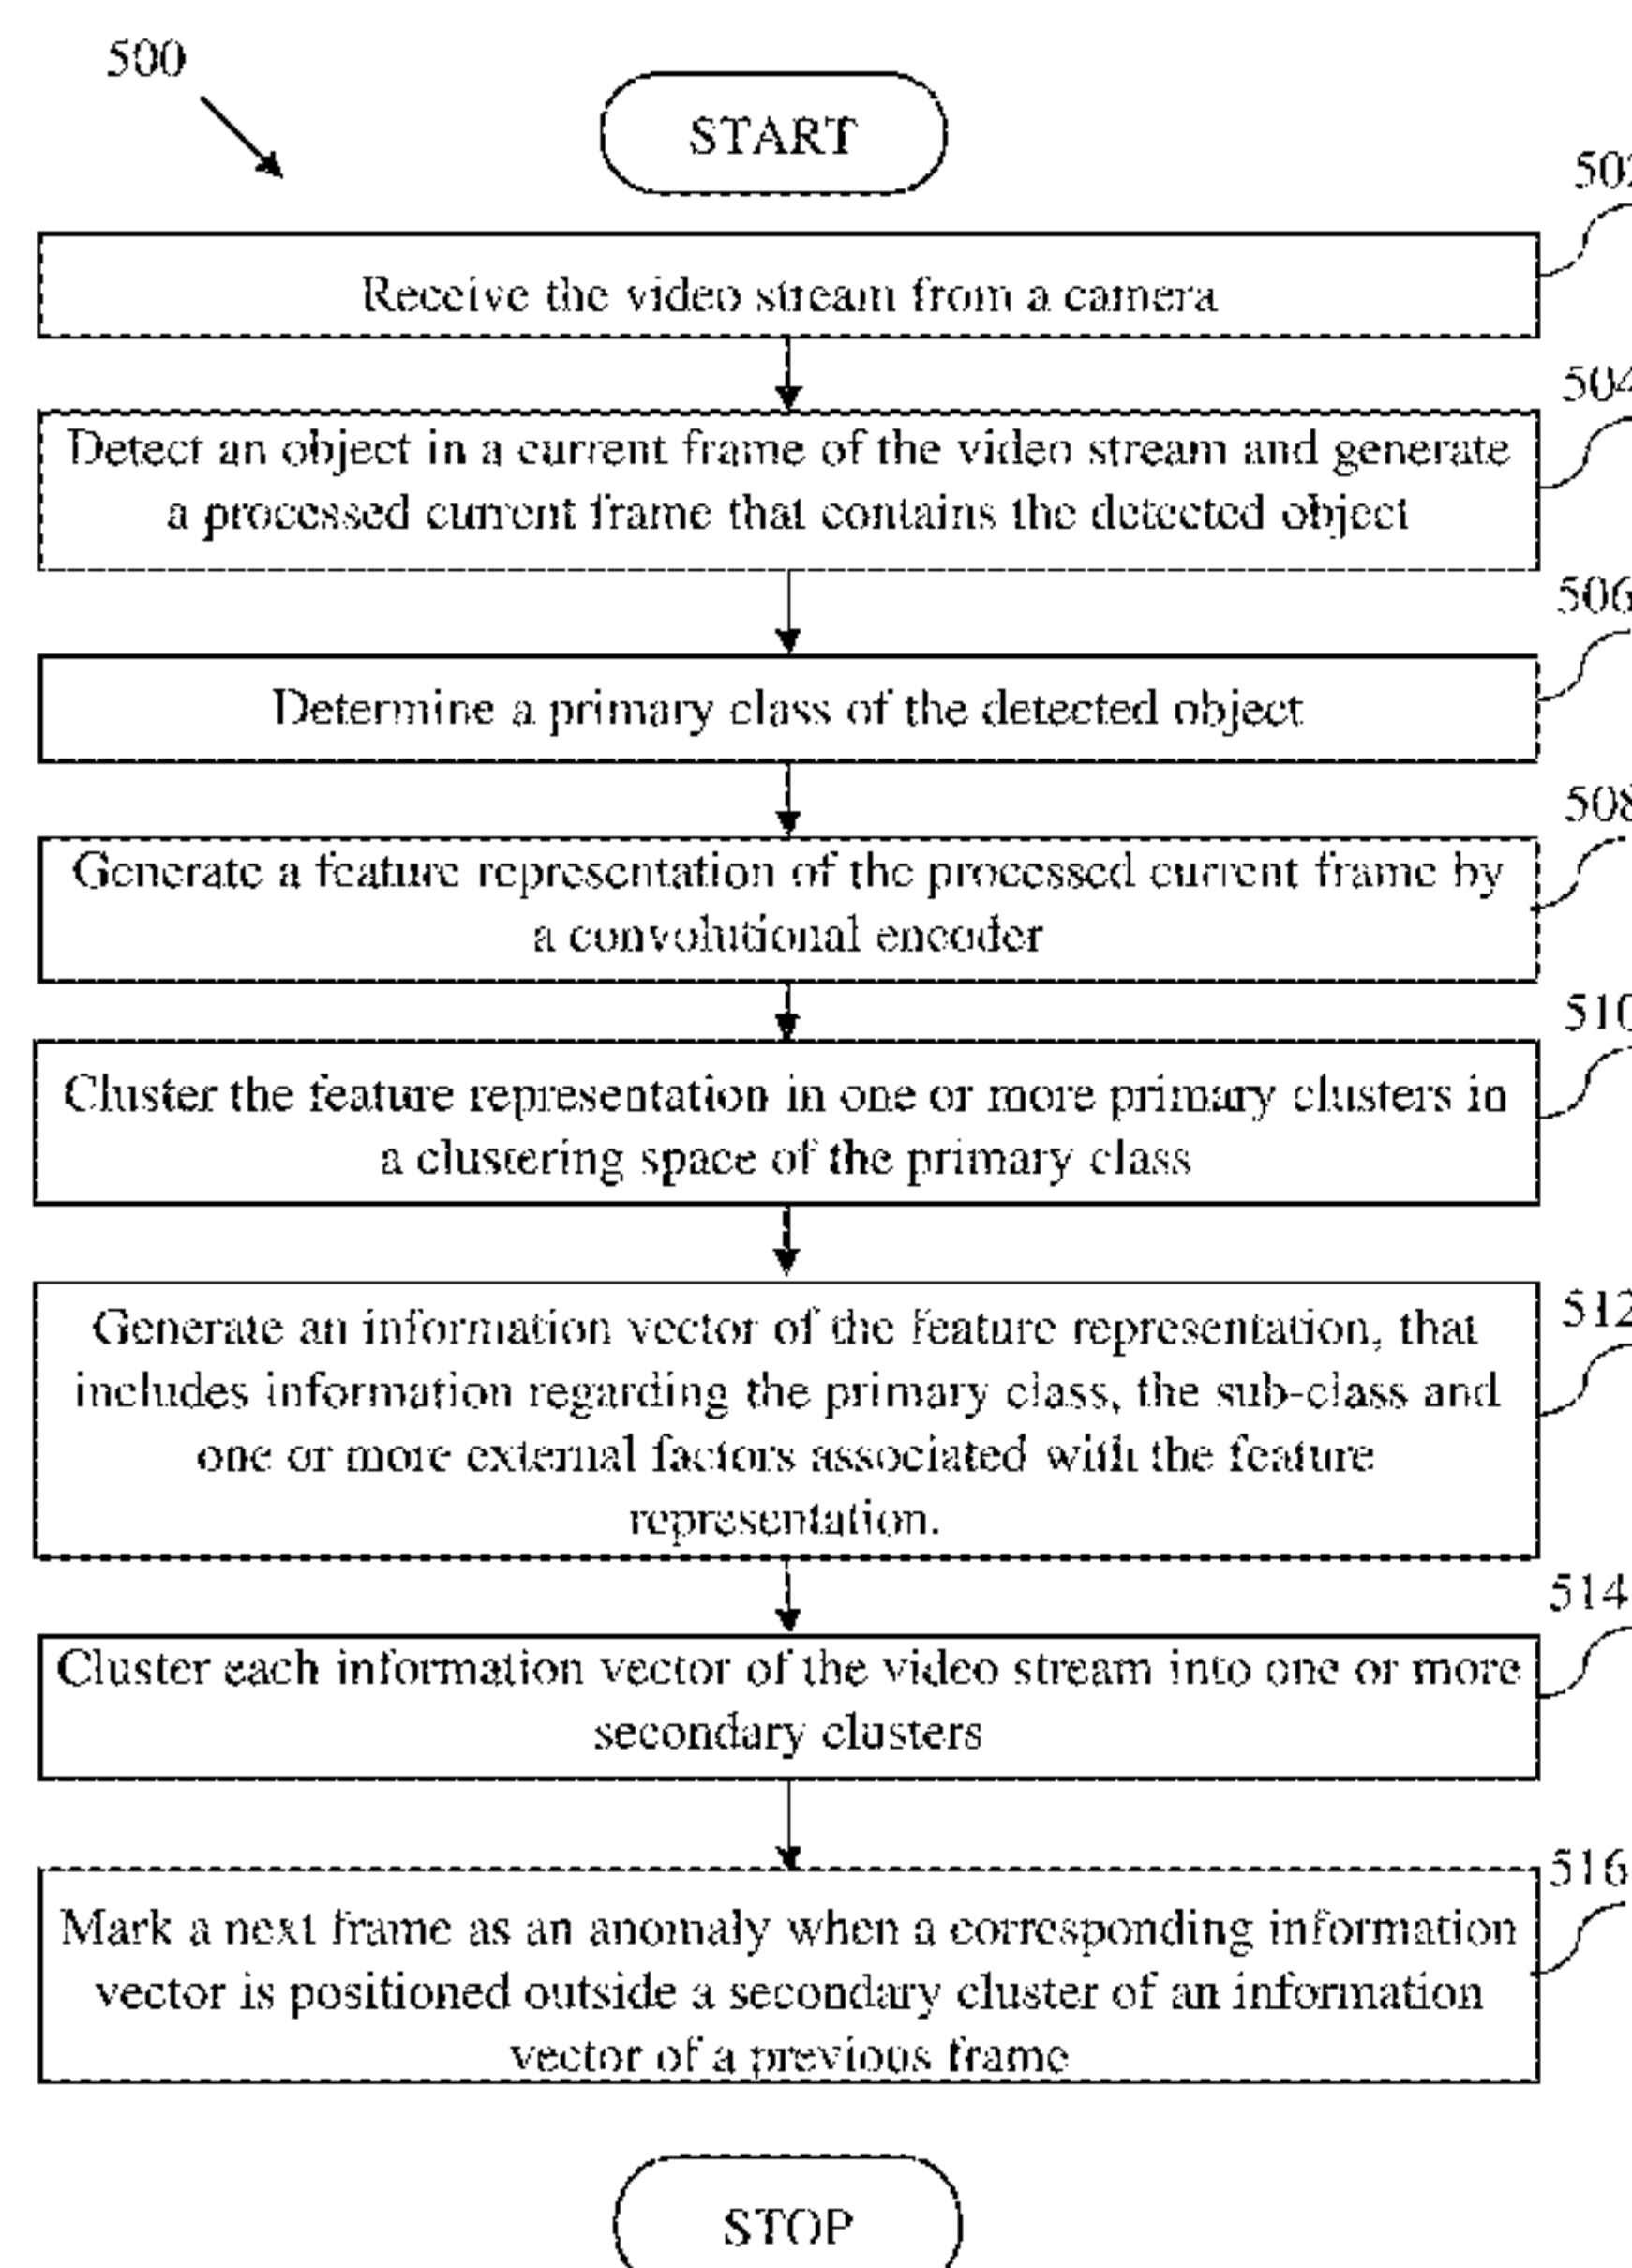 500
START
502
Receive the video stream from a camera
504
Detect an object in a current frame of the video stream and generate
a processed current frame that contains the detected object
506
Determine a primary class of the detected object
508
Generate a feature representation of the processed current frame by
a convolutional encoder
510
Cluster the feature representation in one or more primary clusters in
a clustering space of the primary class
512
Generate an information vector of the feature representation, that
includes information regarding the primary class, the sub-class and
one or more external factors associated with the feature
representation.
514
Cluster each information vector of the video stream into one or more
secondary clusters
516
Mark a next frame as an anomaly when a corresponding information
vector is positioned outside a secondary cluster of an information
vector of a previous frame
STOP